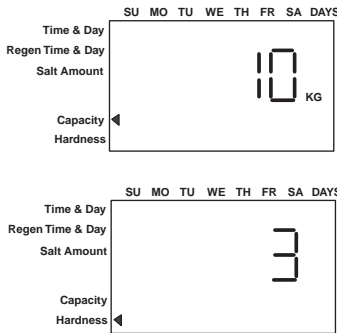 SU MO TU WE TH FR SA DAYS
Time & Day
Regen Time & Day
Salt Amount
10 KG
Capacity
Hardness
SU MO TU WE TH FR SA DAYS
Time & Day
Regen Time & Day
Salt Amount
3
Capacity
Hardness